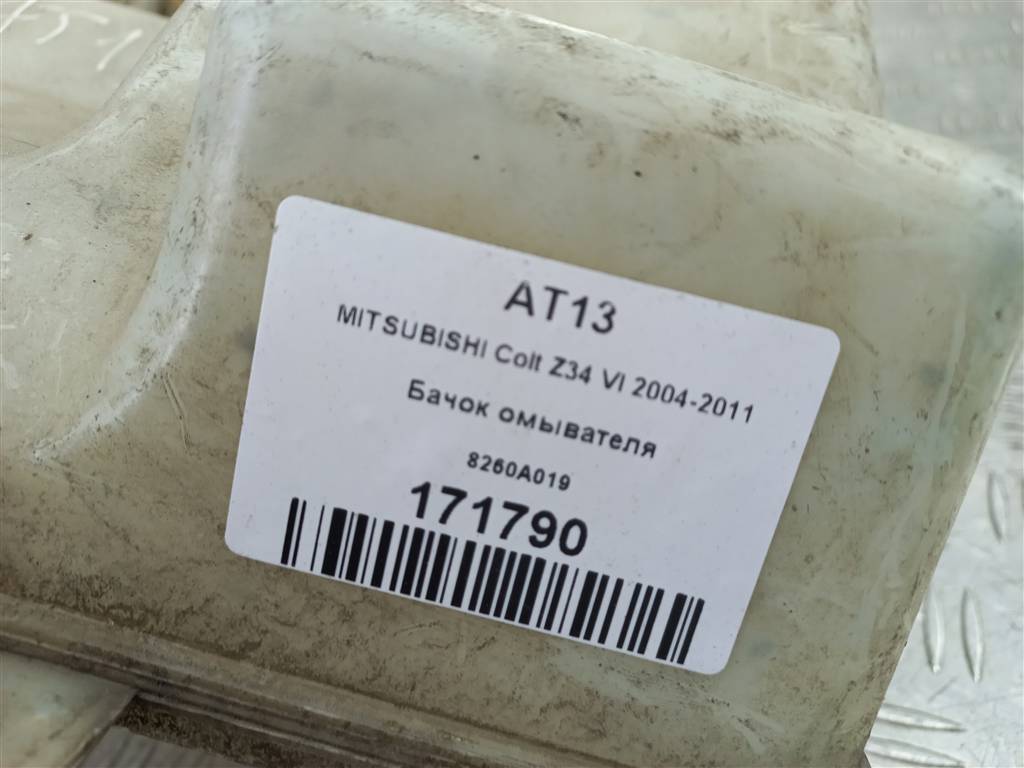 AT13
MITSUBISHI Colt Z34 VI 2004-2011
Бачок омывателя
8260A019
171790